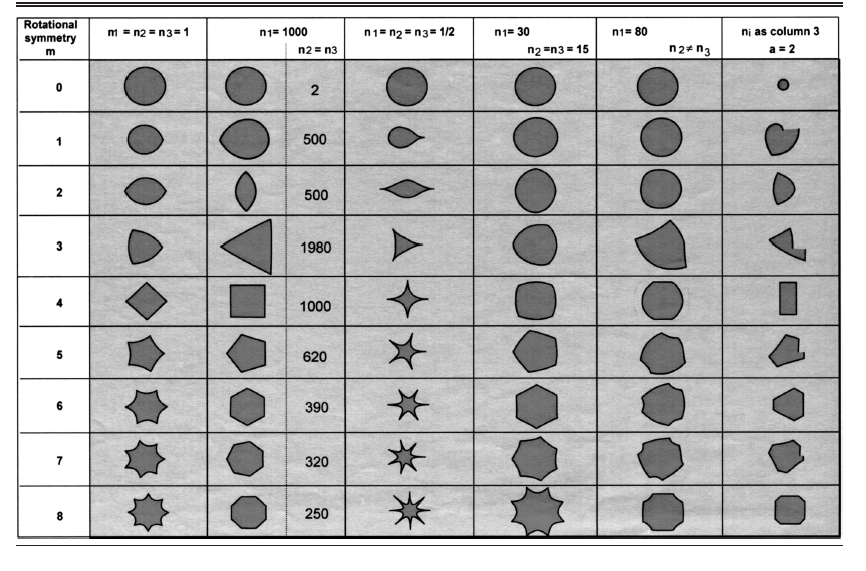 Rotational symmetry m
m1 = n2 = n3= 1
n1= 1000
n2 = n3
n1= n2 = n3= 1/2
n1= 30
n2 =n3 = 15
n1= 80
n2≠ n3
ni as column 3
a = 2
0
2
1
500
2
500
3
1980
4
1000
5
620
6
390
7
320
8
250